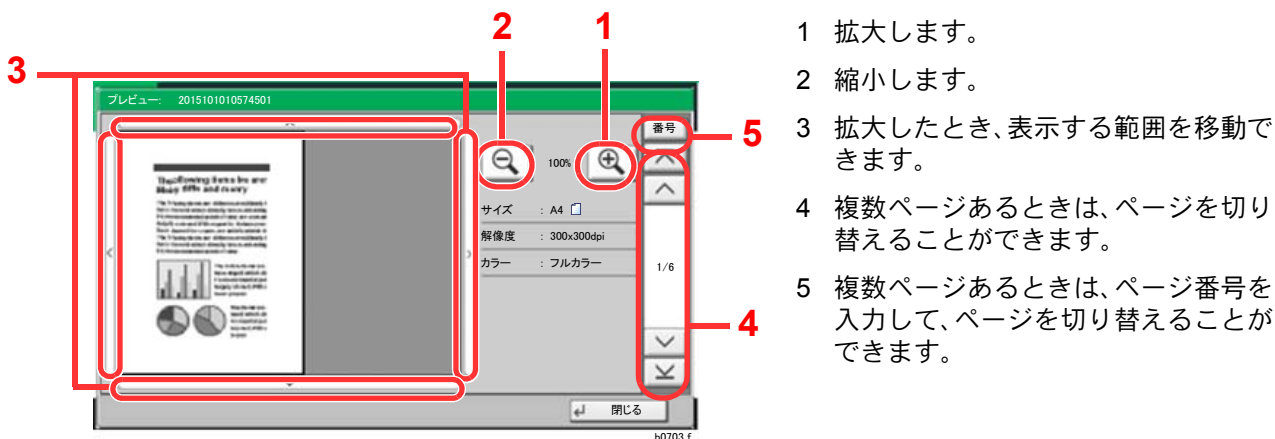 2
1
3
プレビュー: 2015101010574501
番号
5
100%
サイズ : A4
解像度 : 300x300dpi
カラー : フルカラー
1/6
4
閉じる
b0703.f
1 拡大します。
2 縮小します。
3 拡大したとき、表示する範囲を移動で
きます。
4 複数ページあるときは、ページを切り
替えることができます。
5 複数ページあるときは、ページ番号を
入力して、ページを切り替えることが
できます。